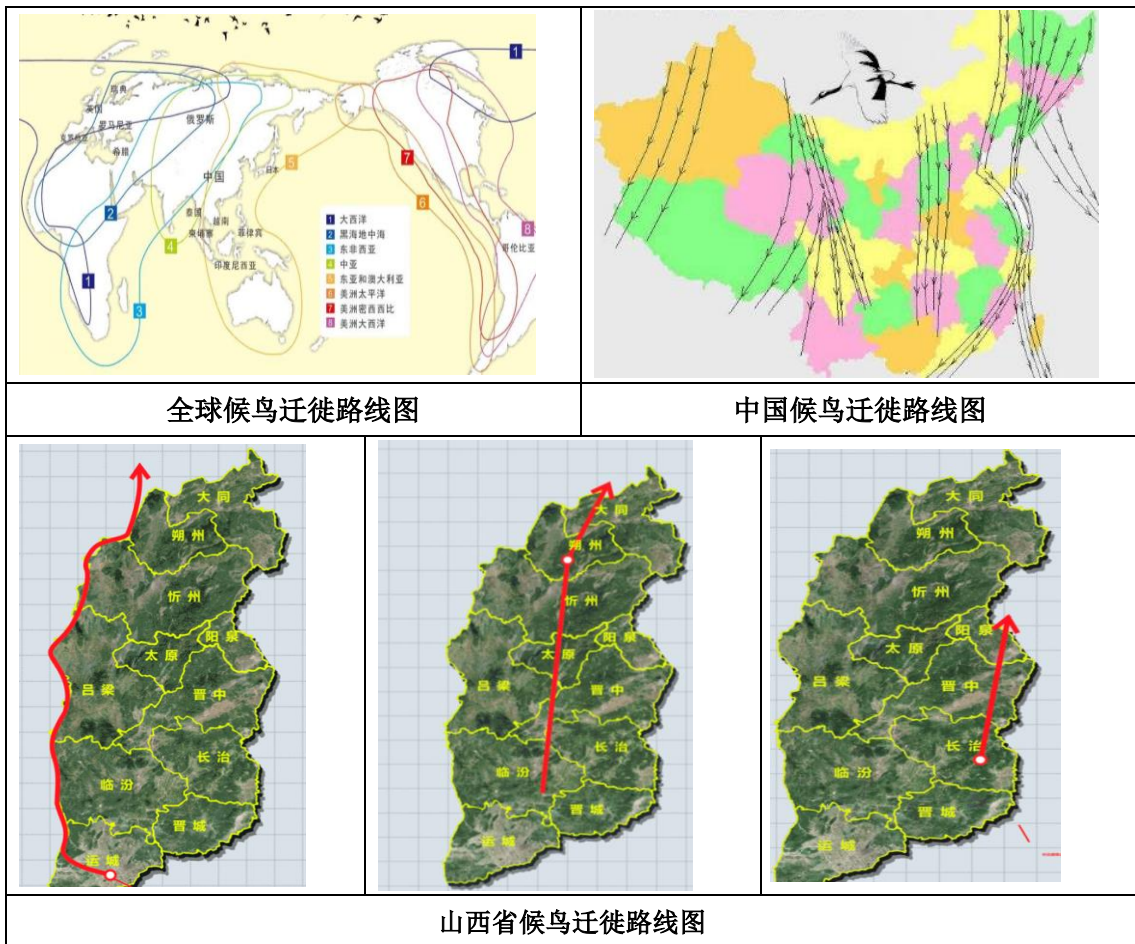 1
瑞典
英国
罗马尼亚
希腊
俄罗斯
中国
日本
5
7
6
2
泰国
越南
柬埔寨
菲律宾
印度尼西亚
4
8
哥伦比亚
1
3
1 大西洋
2 黑海地中海
3 东非西亚
4 中亚
5 东亚和澳大利亚
6 美洲太平洋
7 美洲密西西比
8 美洲大西洋
全球候鸟迁徙路线图
中国候鸟迁徙路线图
大同
朔州
忻州
阳泉
太原
吕梁
晋中
长治
临汾
晋城
运城
大同
朔州
忻州
阳泉
太原
吕梁
晋中
长治
临汾
晋城
运城
大同
朔州
忻州
阳泉
太原
吕梁
晋中
长治
临汾
晋城
运城
山西省候鸟迁徙路线图